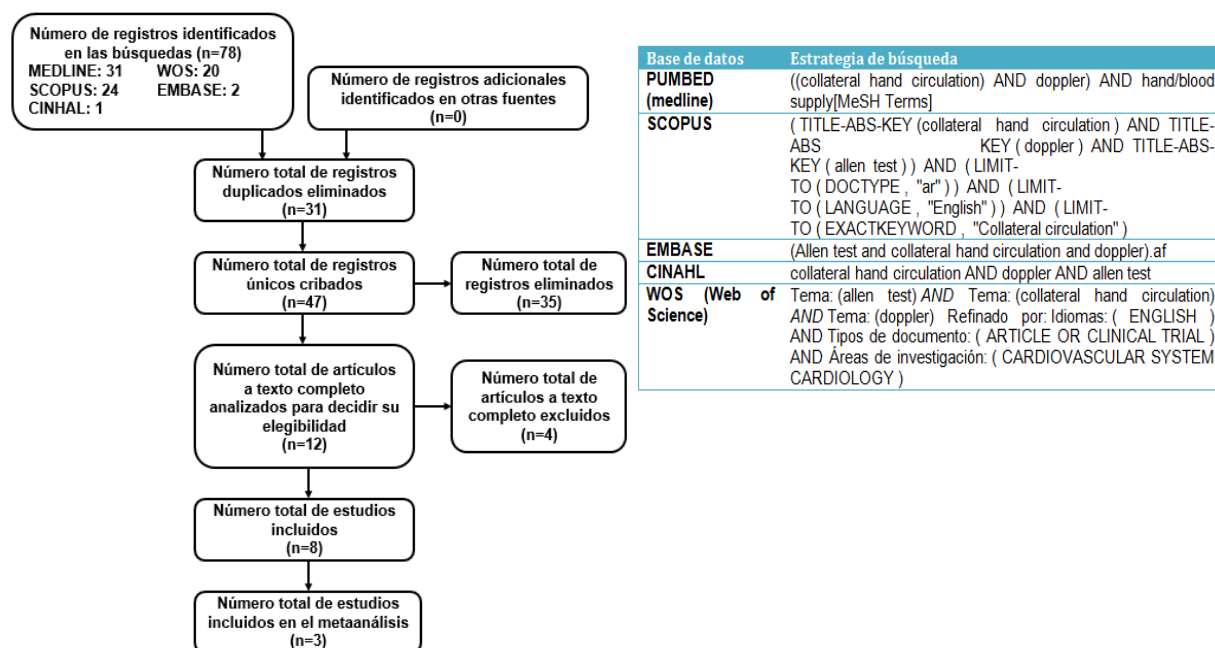 Número de registros identificados
en las búsquedas (n=78)
MEDLINE: 31 WOS: 20
SCOPUS: 24 EMBASE: 2
CINHAL: 1
Número de registros adicionales
identificados en otras fuentes
(n=0)
Número total de registros
duplicados eliminados
(n=31)
Número total de registros
únicos cribados
(n=47)
Número total de
registros eliminados
(n=35)
Número total de artículos
a texto completo
analizados para decidir su
elegibilidad
(n=12)
Número total de
artículos a texto
completo excluidos
(n=4)
Número total de estudios
incluidos
(n=8)
Número total de estudios
incluidos en el metaanálisis
(n=3)
Base de datos Estrategia de búsqueda
PUMBED ((collateral hand circulation) AND doppler) AND hand/blood
(medline) supply[MeSH Terms]
SCOPUS ( TITLE-ABS-KEY (collateral hand circulation ) AND TITLE-
ABS KEY ( doppler ) AND TITLE-ABS-
KEY ( allen test ) ) AND ( LIMIT-
TO ( DOCTYPE , "ar" ) ) AND ( LIMIT-
TO ( LANGUAGE , "English" ) ) AND ( LIMIT-
TO ( EXACTKEYWORD , "Collateral circulation" )
EMBASE (Allen test and collateral hand circulation and doppler).af
CINAHL collateral hand circulation AND doppler AND allen test
WOS (Web of Tema: (allen test) AND Tema: (collateral hand circulation)
Science) AND Tema: (doppler) Refinado por: Idiomas: ( ENGLISH )
AND Tipos de documento: ( ARTICLE OR CLINICAL TRIAL )
AND Áreas de investigación: ( CARDIOVASCULAR SYSTEM
CARDIOLOGY )